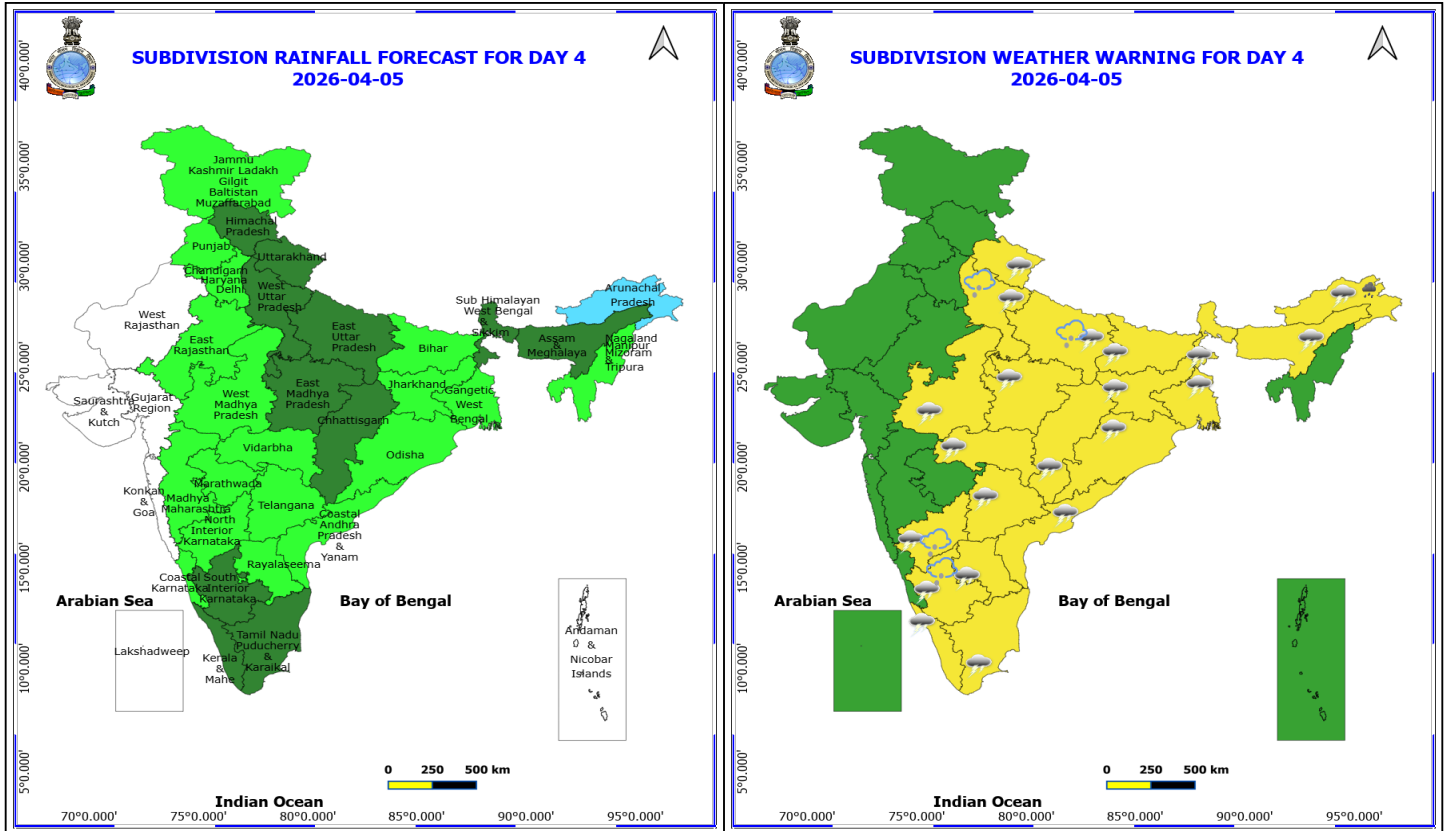 SUBDIVISION RAINFALL FORECAST FOR DAY 4
2026-04-05
40°0.000'
35°0.000'
30°0.000'
25°0.000'
20°0.000'
15°0.000'
10°0.000'
5°0.000'
Jammu
Kashmir Ladakh
Gilgit
Baltistan
Muzaffarabad
Himachal
Pradesh
Punjab
Uttarakhand
Chandigarh
Haryana
Delhi
West
Uttar
Pradesh
Arunachal
Pradesh
Sub Himalayan
West Bengal
&
Sikkim
West
Rajasthan
East
Uttar
Pradesh
East
Rajasthan
Bihar
Assam
&
Meghalaya
Nagaland
Manipur
Mizoram
&
Tripura
East
Madhya
Pradesh
Jharkhand
Gangetic
West
Bengal
Saurashtra
&
Kutch
Gujarat
Region
West
Madhya
Pradesh
Chhattisgarh
Vidarbha
Odisha
Marathwada
Konkan
&
Goa
Madhya
Maharashtra
Telangana
North
Interior
Karnataka
Coastal
Andhra
Pradesh
&
Yanam
Rayalaseema
Coastal
Karnataka
South
Interior
Karnataka
Arabian Sea
Bay of Bengal
Lakshadweep
Tamil Nadu
Puducherry
&
Karaikal
Kerala
&
Mahe
Andaman
&
Nicobar
Islands
0 250 500 km
Indian Ocean
70°0.000' 75°0.000' 80°0.000' 85°0.000' 90°0.000' 95°0.000'
SUBDIVISION WEATHER WARNING FOR DAY 4
2026-04-05
40°0.000'
35°0.000'
30°0.000'
25°0.000'
20°0.000'
15°0.000'
10°0.000'
5°0.000'
Arabian Sea
Bay of Bengal
0 250 500 km
Indian Ocean
70°0.000' 75°0.000' 80°0.000' 85°0.000' 90°0.000' 95°0.000'